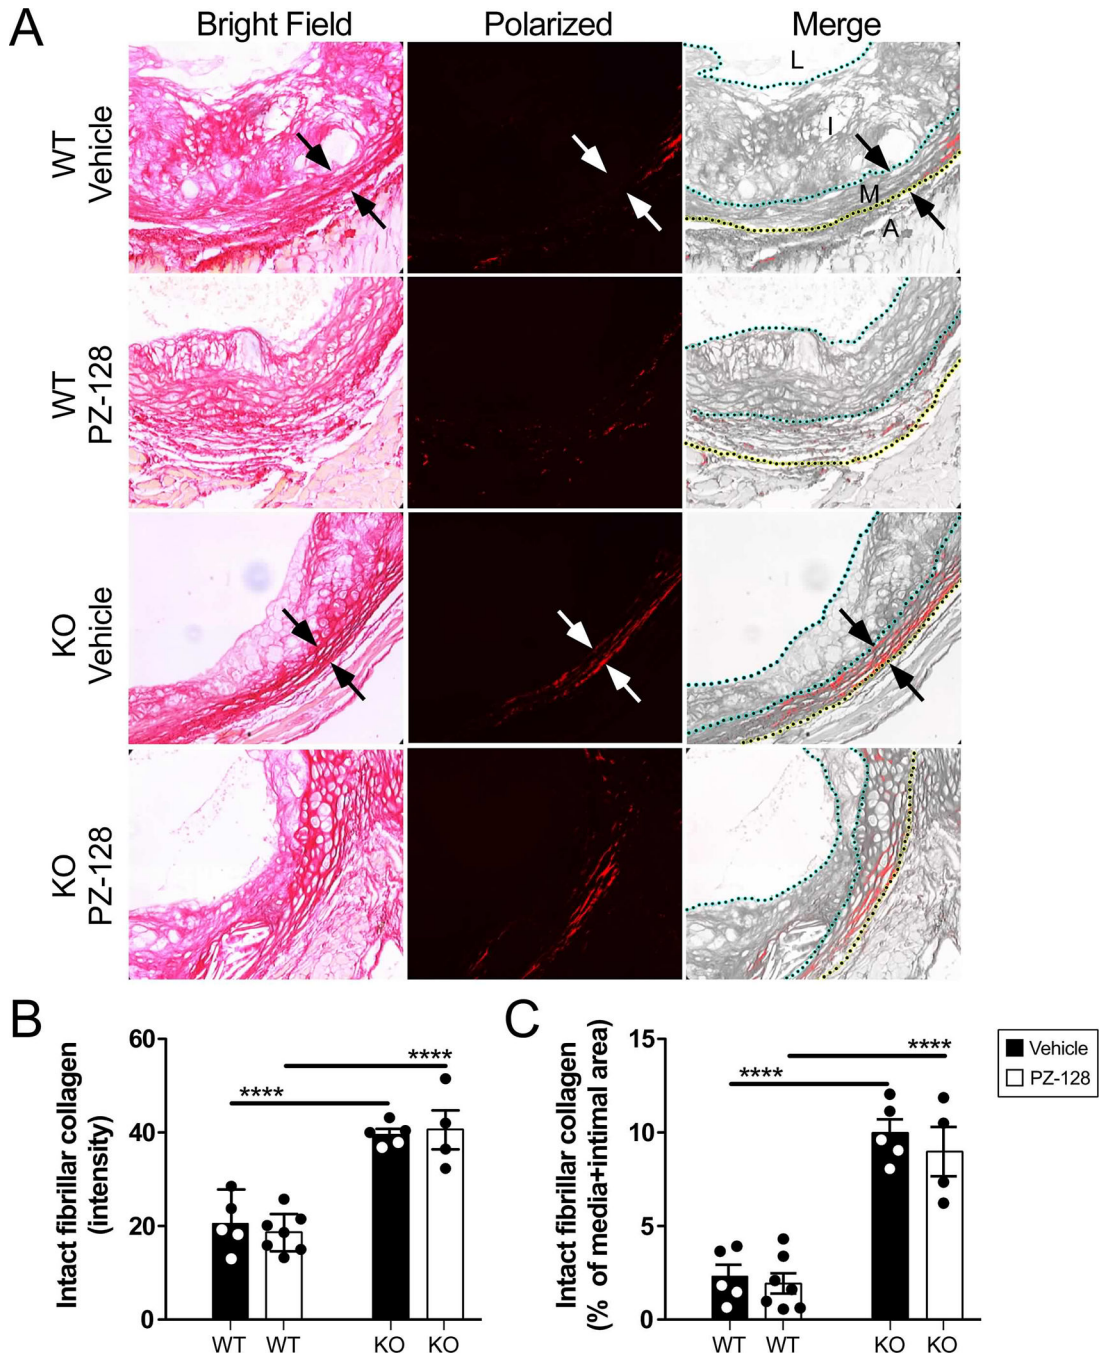 A
Bright Field
Polarized
Merge
WT
Vehicle
L
I
M
A
WT
PZ-128
KO
Vehicle
KO
PZ-128
B
Intact fibrillar collagen
(intensity)
60
40
20
0
****
****
WT
WT
KO
KO
C
Intact fibrillar collagen
(% of media+intimal area)
15
10
5
0
****
****
WT
WT
KO
KO
Vehicle
PZ-128